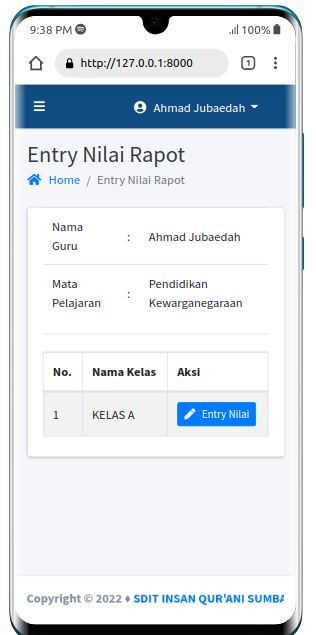 9:38 PM 100%
http://127.0.0.1:8000 1
Ahmad Jubaedah
Entry Nilai Rapot
Home / Entry Nilai Rapot
Nama Guru : Ahmad Jubaedah
Mata Pelajaran : Pendidikan Kewarganegaraan
No. Nama Kelas Aksi
1 KELAS A Entry Nilai
Copyright © 2022 ♦ SDIT INSAN QUR'ANI SUMBA